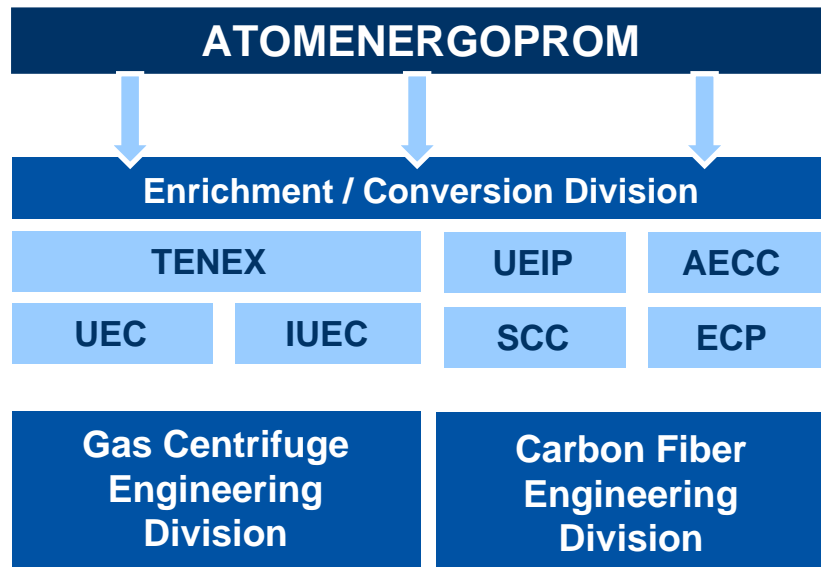 ATOMENERGOPROM
Enrichment / Conversion Division
TENEX
UEIP
AECC
UEC
IUEC
SCC
ECP
Gas Centrifuge
Engineering
Division
Carbon Fiber
Engineering
Division